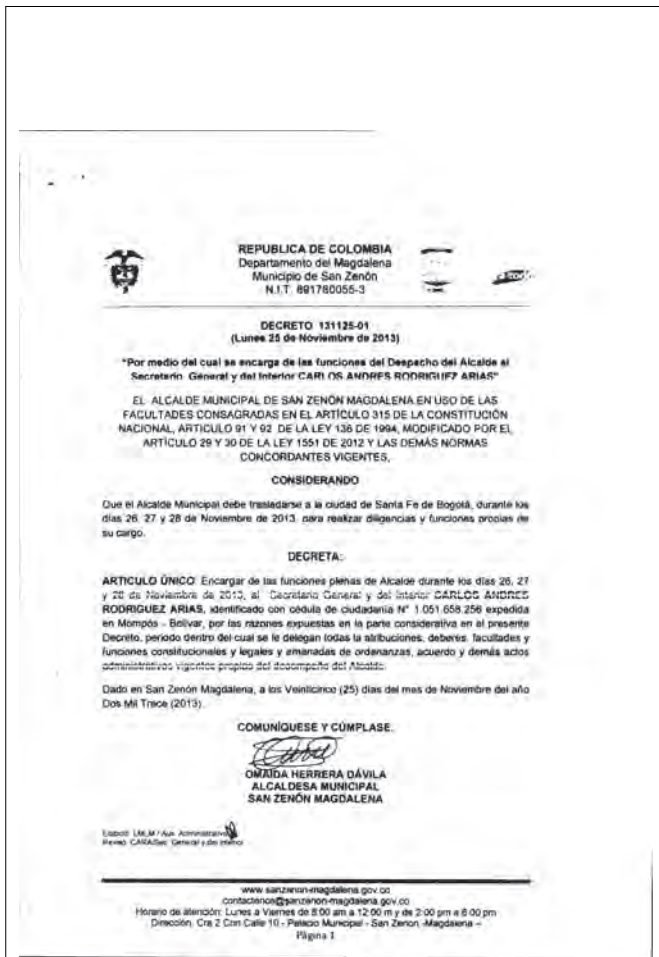 REPUBLICA DE COLOMBIA
Departamento del Magdalena
Municipio de San Zenón
N.I.T. 891780055-3
DECRETO 131125-01
(Lunes 25 de Noviembre de 2013)
"Por medio del cual se encarga de las funciones del Despacho del Alcalde al
Secretario General y del Interior CARLOS ANDRES RODRIGUEZ ARIAS"
EL ALCALDE MUNICIPAL DE SAN ZENÓN MAGDALENA EN USO DE LAS
FACULTADES CONSAGRADAS EN EL ARTÍCULO 315 DE LA CONSTITUCIÓN
NACIONAL, ARTICULO 91 Y 92 DE LA LEY 136 DE 1994, MODIFICADO POR EL
ARTÍCULO 29 Y 30 DE LA LEY 1551 DE 2012 Y LAS DEMÁS NORMAS
CONCORDANTES VIGENTES,
CONSIDERANDO
Que el Alcalde Municipal debe trasladarse a la ciudad de Santa Fe de Bogotá, durante los
días 26, 27 y 28 de Noviembre de 2013, para realizar diligencias y funciones propias de
su cargo.
DECRETA:
ARTICULO ÚNICO: Encargar de las funciones plenas de Alcalde durante los días 26, 27
y 28 de Noviembre de 2013, al Secretario General y del Interior CARLOS ANDRES
RODRIGUEZ ARIAS, identificado con cédula de ciudadanía N° 1.051.658.256 expedida
en Mompós - Bolívar, por las razones expuestas en la parte considerativa en el presente
Decreto, periodo dentro del cual se le delegan todas la atribuciones, deberes, facultades y
funciones constitucionales y legales y emanadas de ordenanzas, acuerdo y demás actos
administrativos vigentes propios del desempeño del Alcalde.
Dado en San Zenón Magdalena, a los Veinticinco (25) días del mes de Noviembre del año
Dos Mil Trece (2013).
COMUNÍQUESE Y CÚMPLASE.
OMAIDA HERRERA DÁVILA
ALCALDESA MUNICIPAL
SAN ZENÓN MAGDALENA
Elaboró: LMLM / Aux. Administrativo
Revisó: CARA/Sec. General y del Interior
www.sanzenon-magdalena.gov.co
contactenos@sanzenon-magdalena.gov.co
Horario de atención: Lunes a Viernes de 8:00 am a 12:00 m y de 2:00 pm a 6:00 pm
Dirección: Cra 2 Con Calle 10 - Palacio Municipal - San Zenon -Magdalena –
Página 1